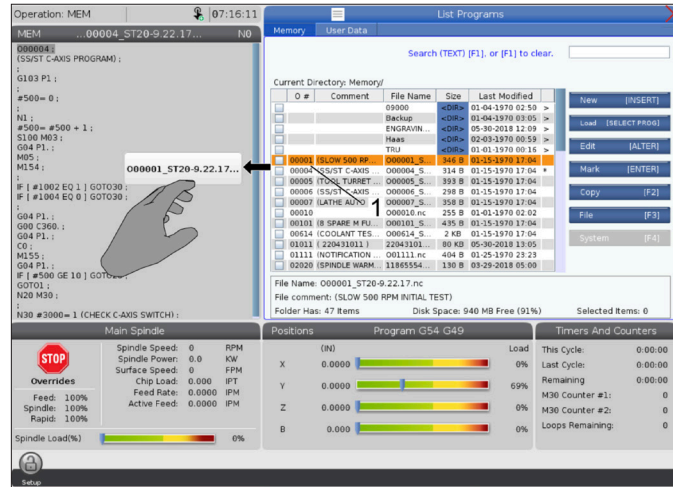 Operation: MEM
07:16:11
List Programs
MEM ...00004_ST20-9.22.17... N0
Memory User Data
O00004 ;
(SS/ST C-AXIS PROGRAM) ;
;
G103 P1 ;
;
#500= 0 ;
;
N1 ;
#500= #500 + 1 ;
S100 M03 ;
G04 P1. ;
M05 ;
M154 ;
;
IF [ #1002 EQ 1 ] GOTO30 ;
IF [ #1004 EQ 0 ] GOTO30 ;
;
G04 P1. ;
G00 C360. ;
G04 P1. ;
C0 ;
M155 ;
G04 P1. ;
IF [ #500 GE 10 ] GOTO20 ;
GOTO1 ;
N20 M30 ;
;
N30 #3000= 1 (CHECK C-AXIS SWITCH) ;
O00001_ST20-9.22.17...
1
Search (TEXT) [F1], or [F1] to clear.
Current Directory: Memory/
O # Comment File Name Size Last Modified
09000 <DIR> 01-04-1970 02:50 >
Backup <DIR> 01-04-1970 03:05 >
ENGRAVIN... <DIR> 05-30-2018 12:09 >
Haas <DIR> 02-03-1970 00:59 >
TRU <DIR> 01-01-1970 00:15 >
00001 (SLOW 500 RP... O00001_S... 346 B 01-15-1970 17:04
00004 (SS/ST C-AXIS ... O00004_S... 314 B 01-15-1970 17:04 *
00005 (TOOL TURRET ... O00005_S... 393 B 01-15-1970 17:04
00006 (SS/ST C-AXIS ... O00006_S... 298 B 01-15-1970 17:04
00007 (LATHE AUTO ... O00007_S... 358 B 01-15-1970 17:04
00010 O00010.nc 255 B 01-01-1970 02:02
00101 (B SPARE M FU... O00101_S... 435 B 01-15-1970 17:04
00614 (COOLANT TES... O00614_S... 2 KB 01-15-1970 17:04
01011 ( 220431011 ) 22043101... 80 KB 05-30-2018 13:05
01111 (NOTIFICATION ... O01111.nc 404 B 01-25-1970 23:23
02020 (SPINDLE WARM... 11865554... 130 B 03-29-2018 05:00
New [INSERT]
Load [SELECT PROG]
Edit [ALTER]
Mark [ENTER]
Copy [F2]
File [F3]
System [F4]
File Name: O00001_ST20-9.22.17.nc
File comment: (SLOW 500 RPM INITIAL TEST)
Folder Has: 47 Items Disk Space: 940 MB Free (91%) Selected Items: 0
Main Spindle
STOP
Overrides
Feed: 100%
Spindle: 100%
Rapid: 100%
Spindle Speed: 0 RPM
Spindle Power: 0.0 KW
Surface Speed: 0 FPM
Chip Load: 0.000 IPT
Feed Rate: 0.0000 IPM
Active Feed: 0.0000 IPM
Spindle Load(%) 0%
Positions Program G54 G49
(IN) Load
X 0.0000 0%
Y 0.0000 69%
Z 0.0000 0%
B 0.000 0%
Timers And Counters
This Cycle: 0:00:00
Last Cycle: 0:00:00
Remaining 0:00:00
M30 Counter #1: 0
M30 Counter #2: 0
Loops Remaining: 0
Setup